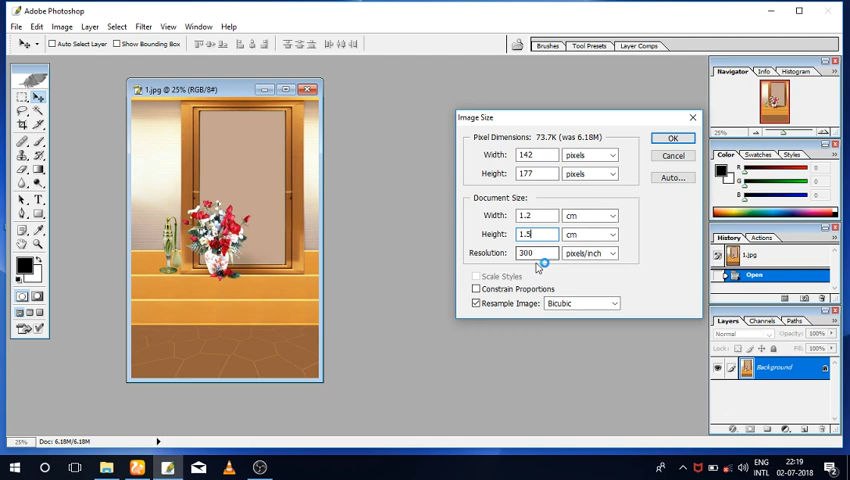 Adobe Photoshop
File Edit Image Layer Select Filter View Window Help
Auto Select Layer Show Bounding Box Brushes Tool Presets Layer Comps
1.jpg @ 25% (RGB/8#)
Image Size
Pixel Dimensions: 73.7K (was 6.18M)
Width: 142 pixels
Height: 177 pixels
Document Size:
Width: 1.2 cm
Height: 1.5 cm
Resolution: 300 pixels/inch
Scale Styles
Constrain Proportions
Resample Image: Bicubic
OK
Cancel
Auto...
Navigator Info Histogram
25%
Color Swatches Styles
R 0
G 0
B 0
History Actions
1.jpg
Open
Layers Channels Paths
Normal Opacity: 100%
Lock: Fill: 100%
Background
25% Doc: 6.18M/6.18M
ENG
INTL
22:19
02-07-2018